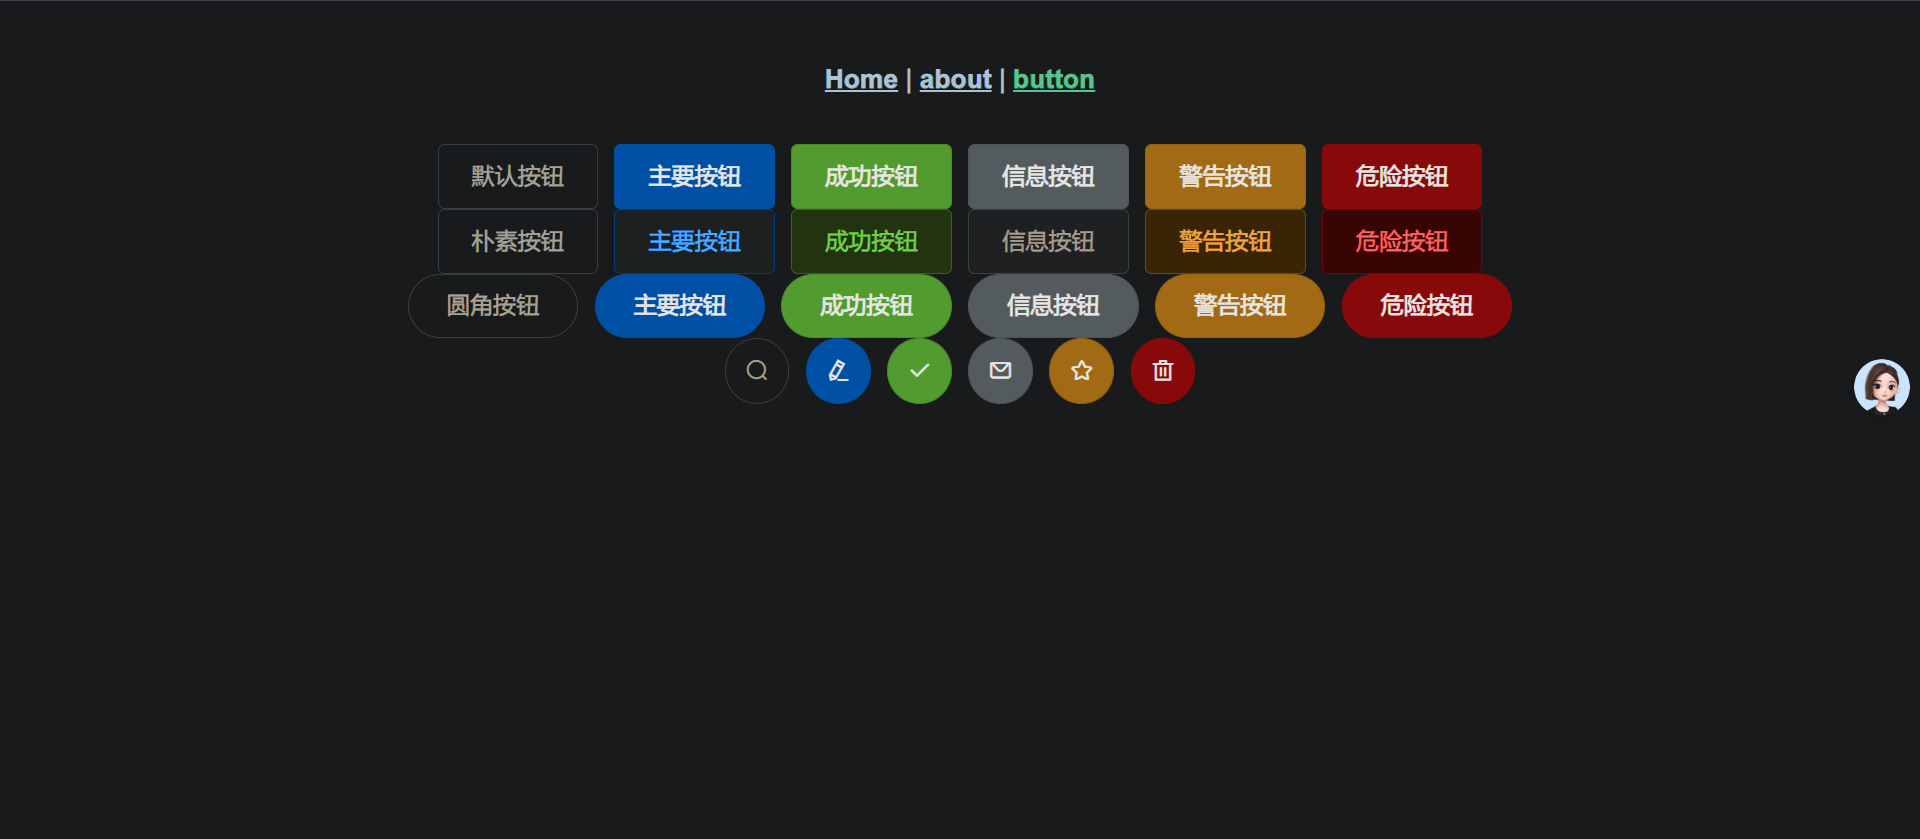 Home | about | button
默认按钮 主要按钮 成功按钮 信息按钮 警告按钮 危险按钮
朴素按钮 主要按钮 成功按钮 信息按钮 警告按钮 危险按钮
圆角按钮 主要按钮 成功按钮 信息按钮 警告按钮 危险按钮